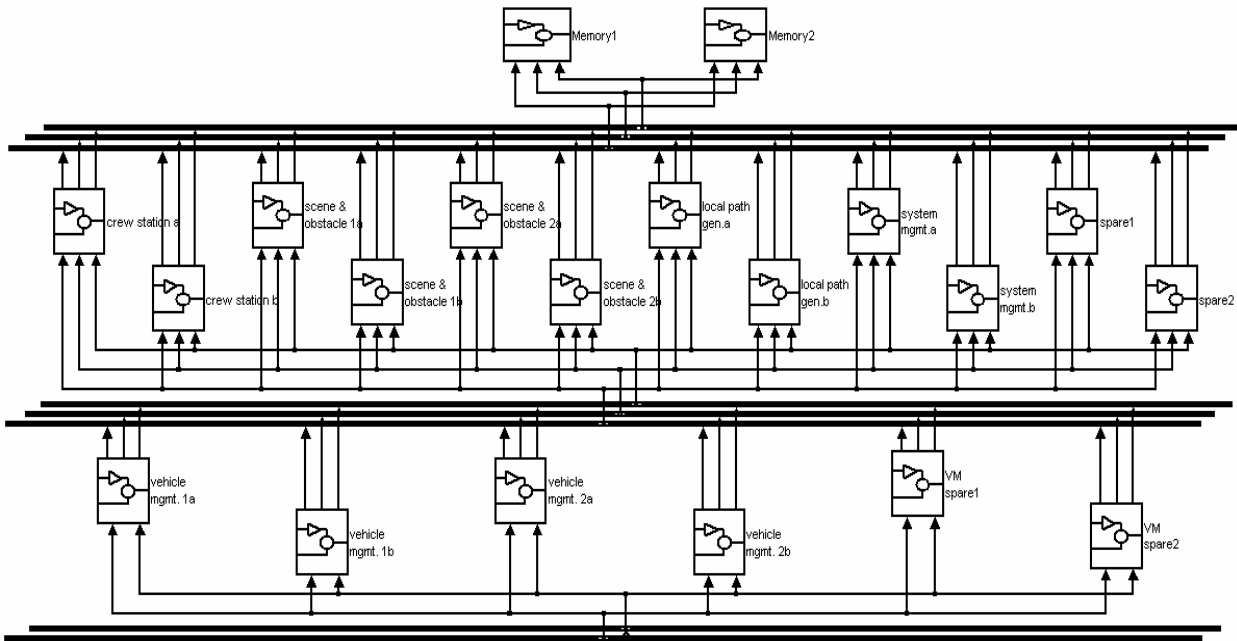 Memory1
Memory2
crew station a
scene &
obstacle 1a
scene &
obstacle 2a
local path
gen.a
system
mgmt.a
spare1
crew station b
scene &
obstacle 1b
scene &
obstacle 2b
local path
gen.b
system
mgmt.b
spare2
vehicle
mgmt. 1a
vehicle
mgmt. 2a
VM
spare1
vehicle
mgmt. 1b
vehicle
mgmt. 2b
VM
spare2